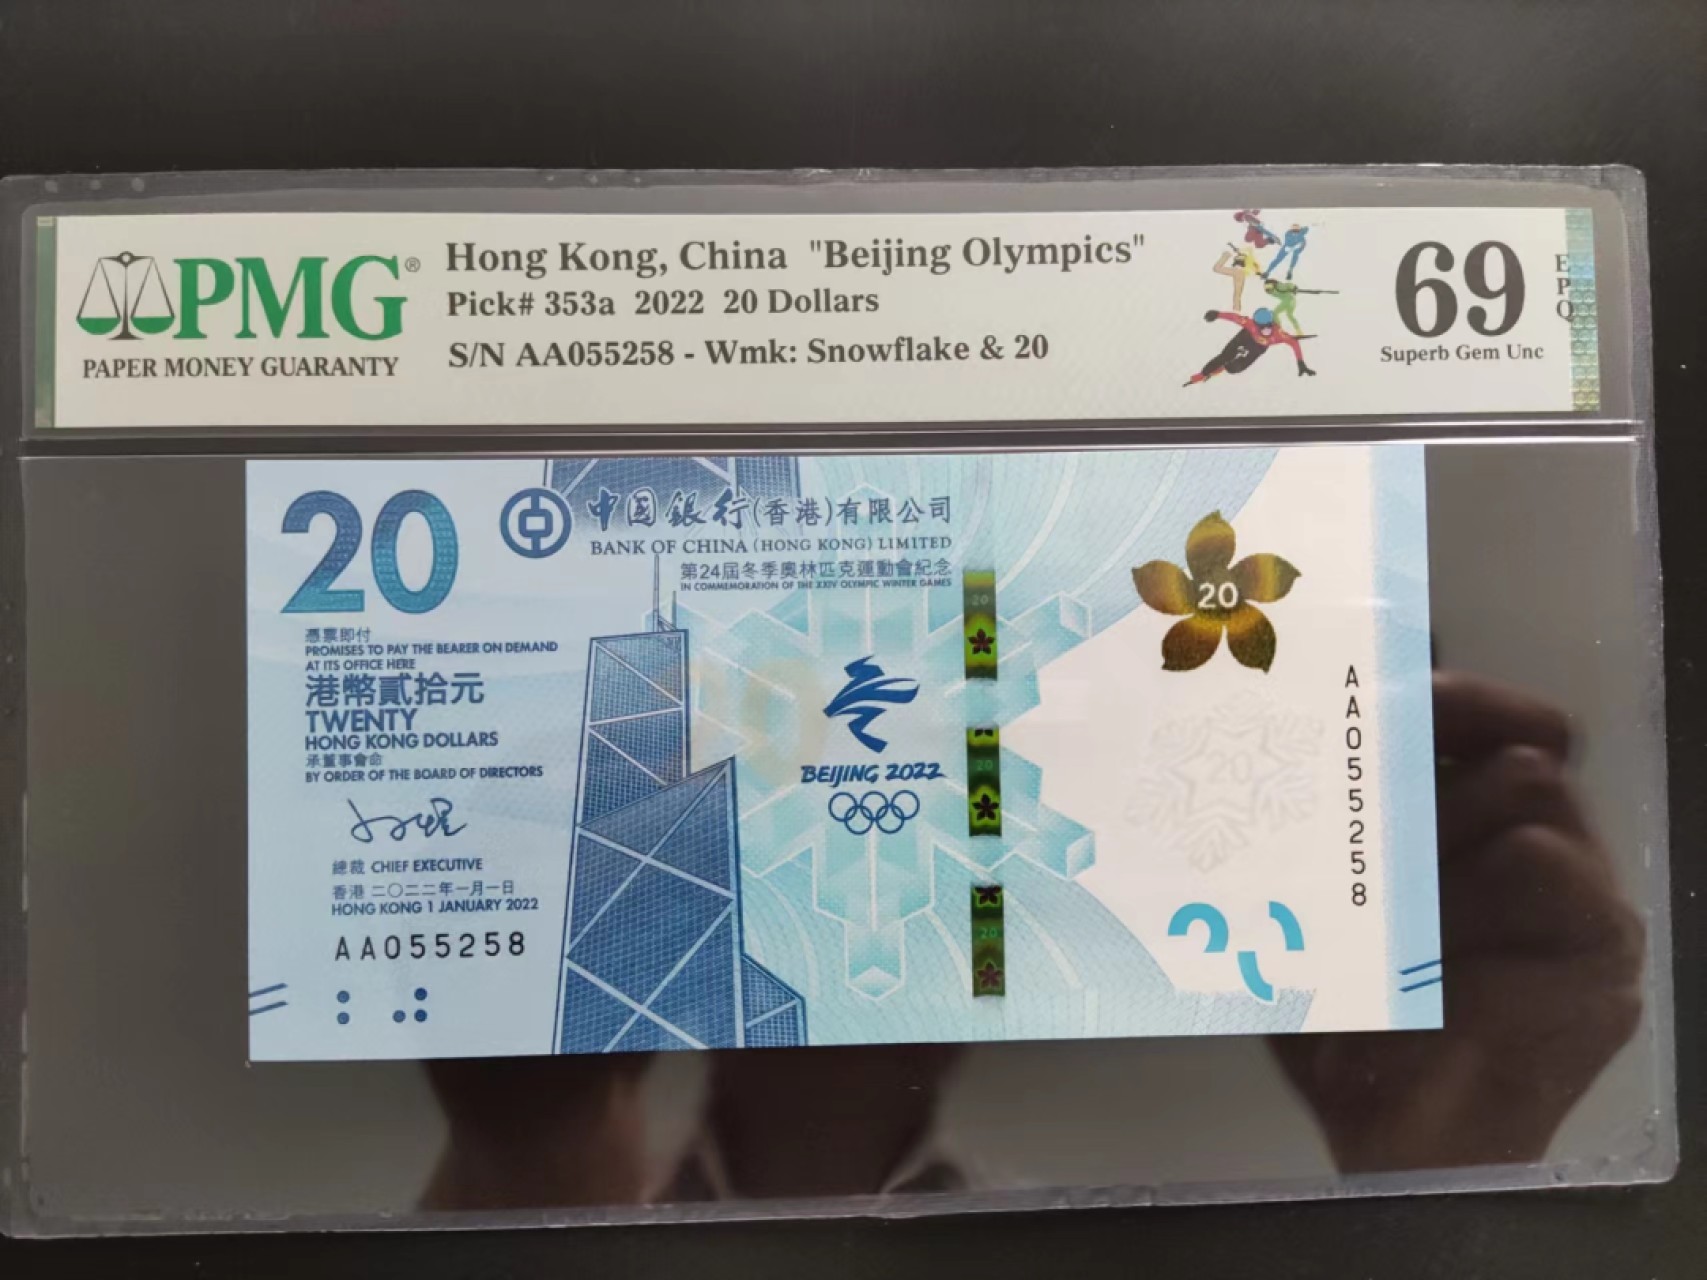 PMG®
PAPER MONEY GUARANTY
Hong Kong, China "Beijing Olympics"
Pick# 353a 2022 20 Dollars
S/N AA055258 - Wmk: Snowflake & 20
69
EPQ
Superb Gem Unc
20
中国銀行(香港)有限公司
BANK OF CHINA (HONG KONG) LIMITED
第24屆冬季奧林匹克運動會紀念
IN COMMEMORATION OF THE XXIV OLYMPIC WINTER GAMES
憑票即付
PROMISES TO PAY THE BEARER ON DEMAND
AT ITS OFFICE HERE
港幣貳拾元
TWENTY
HONG KONG DOLLARS
承董事會命
BY ORDER OF THE BOARD OF DIRECTORS
總裁 CHIEF EXECUTIVE
香港 二〇二二年一月一日
HONG KONG 1 JANUARY 2022
AA055258
BEIJING 2022
20
20
20
20
20
AA055258